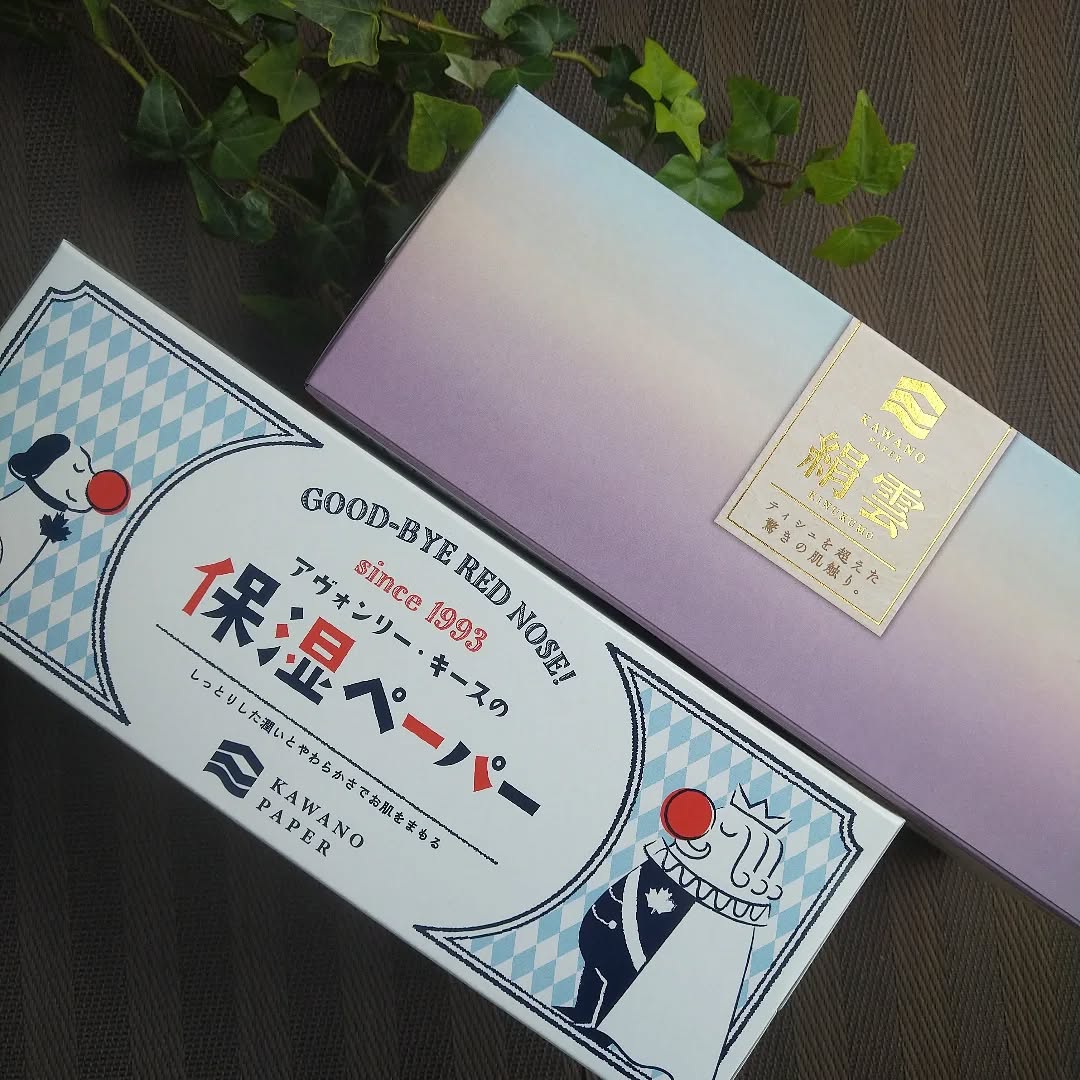 GOOD-BYE RED NOSE!
since 1993
アヴォンリー・キースの
保湿ペーパー
しっとりした潤いとやわらかさでお肌をまもる
KAWANO
PAPER
KAWANO
PAPER
絹雲
KINUKUMO
ティシュを超えた
驚きの肌触り。